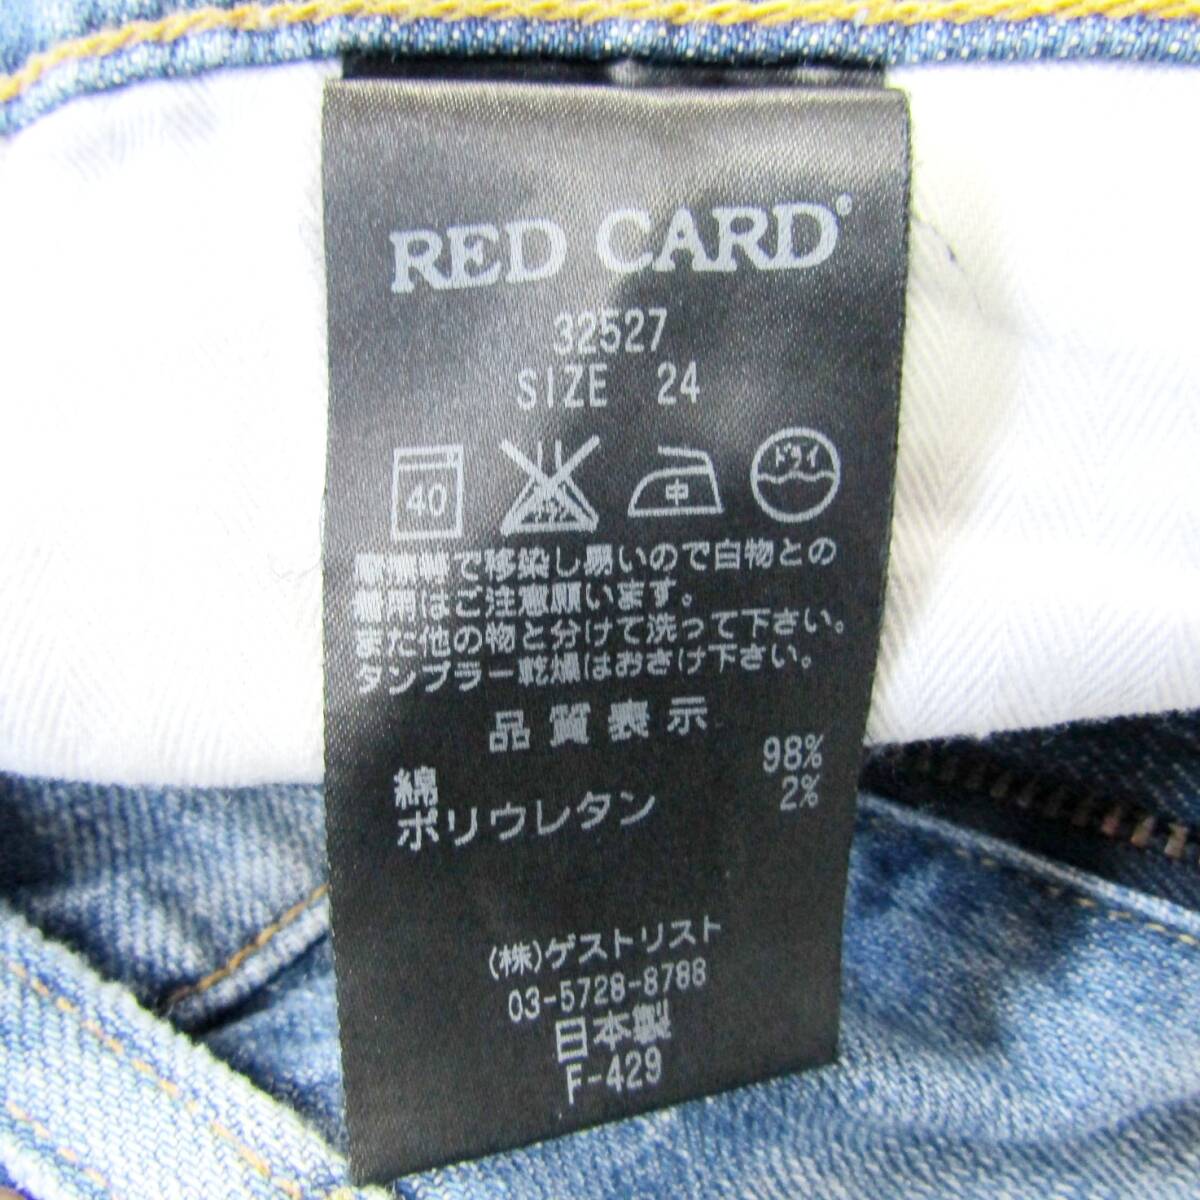 RED CARD®
32527
SIZE 24
40
中
ドライ
で移染し易いので白物との
着用はご注意願います。
また他の物と分けて洗って下さい。
タンブラー乾燥はおさけ下さい。
品質表示
綿 98%
ポリウレタン 2%
(株)ゲストリスト
03-5728-8788
日本製
F-429